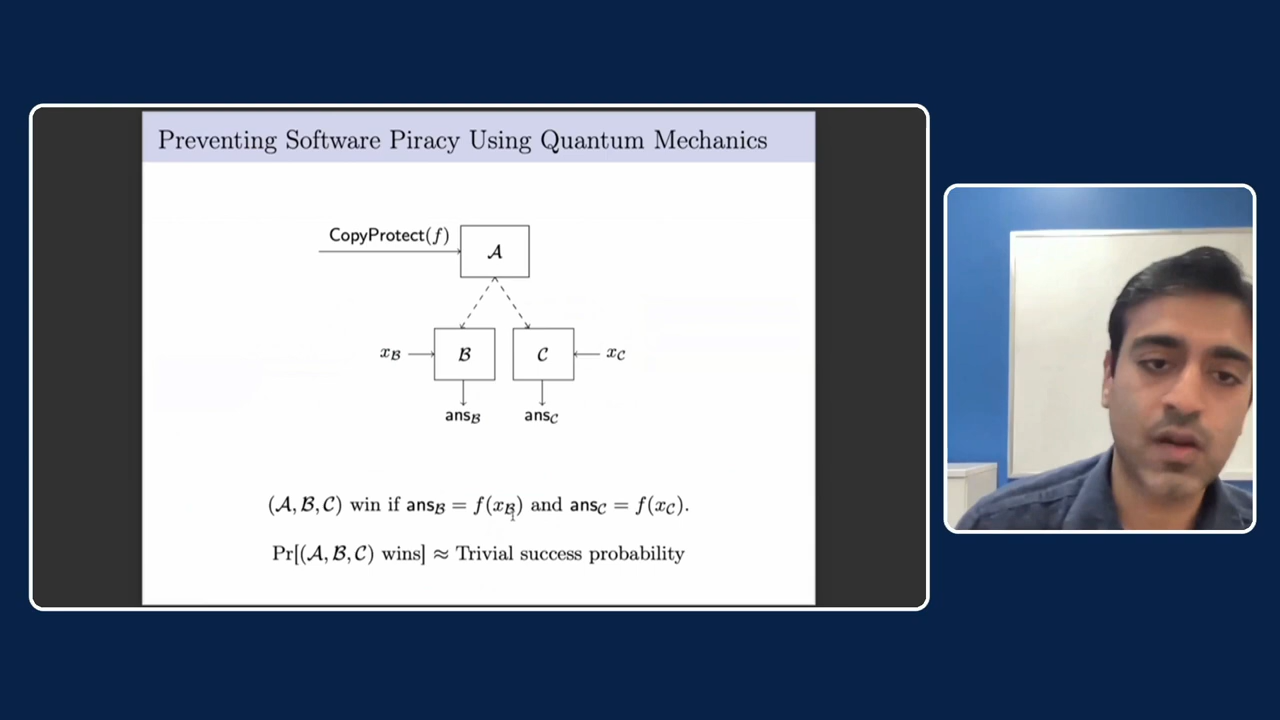 Preventing Software Piracy Using Quantum Mechanics
CopyProtect(f)
𝒜
x_ℬ
ℬ
𝒞
x_𝒞
ans_ℬ
ans_𝒞
(𝒜, ℬ, 𝒞) win if ans_ℬ = f(x_ℬ) and ans_𝒞 = f(x_𝒞).
Pr[(𝒜, ℬ, 𝒞) wins] ≈ Trivial success probability